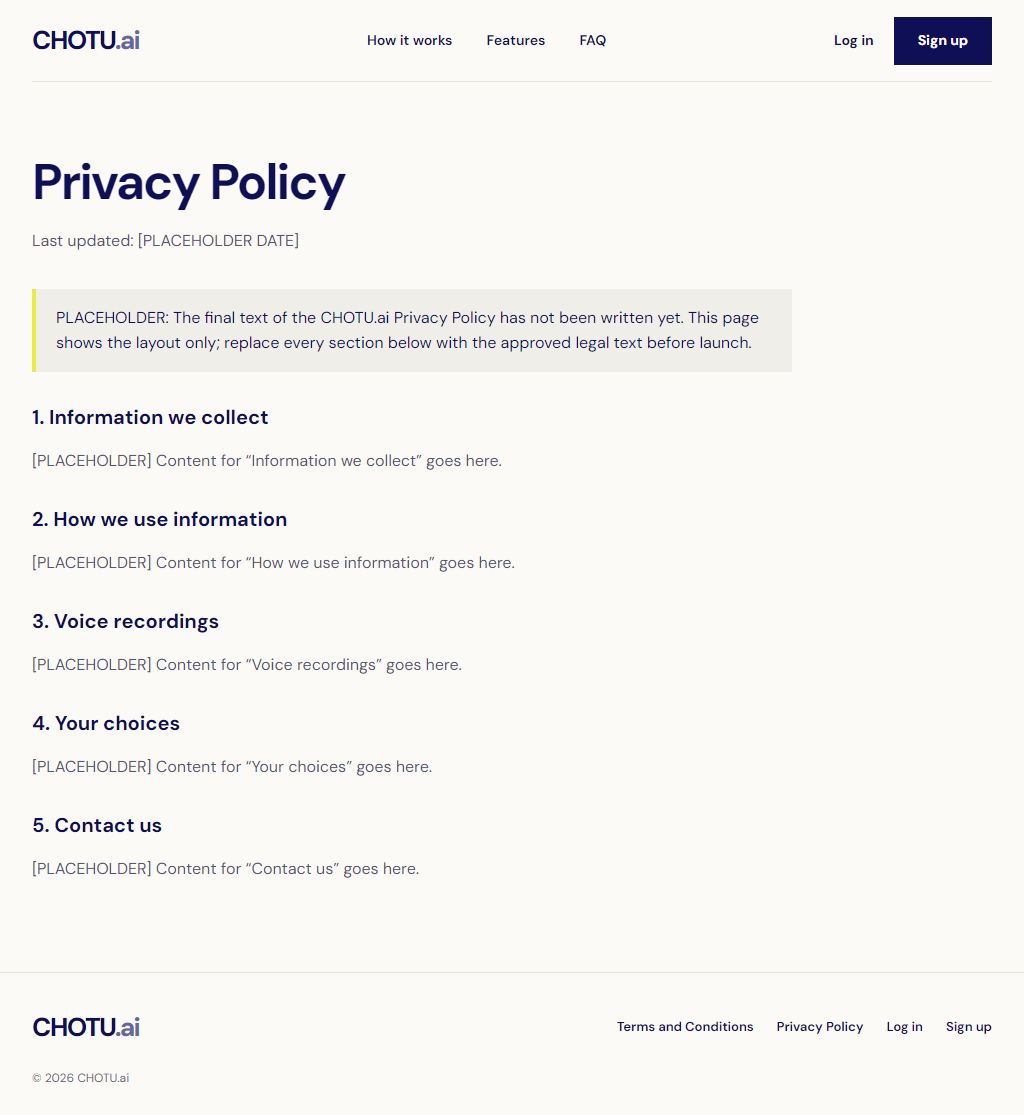 CHOTU.ai
How it works
Features
FAQ
Log in
Sign up
Privacy Policy
Last updated: [PLACEHOLDER DATE]
PLACEHOLDER: The final text of the CHOTU.ai Privacy Policy has not been written yet. This page
shows the layout only; replace every section below with the approved legal text before launch.
1. Information we collect
[PLACEHOLDER] Content for “Information we collect” goes here.
2. How we use information
[PLACEHOLDER] Content for “How we use information” goes here.
3. Voice recordings
[PLACEHOLDER] Content for “Voice recordings” goes here.
4. Your choices
[PLACEHOLDER] Content for “Your choices” goes here.
5. Contact us
[PLACEHOLDER] Content for “Contact us” goes here.
CHOTU.ai
Terms and Conditions
Privacy Policy
Log in
Sign up
© 2026 CHOTU.ai